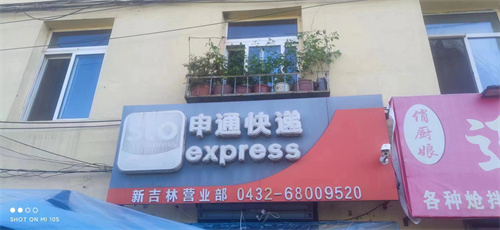 sto
申通快递
express
新吉林营业部 0432-68009520
俏厨娘
各种炝拌
SHOT ON MI 10S